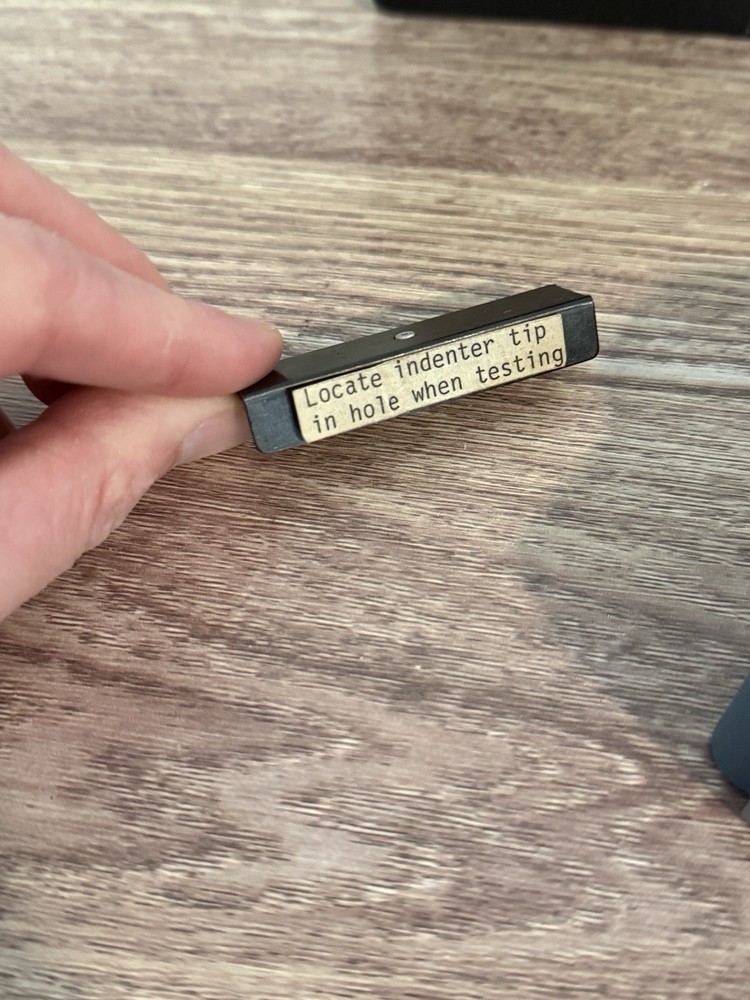 Locate indenter tip
in hole when testing